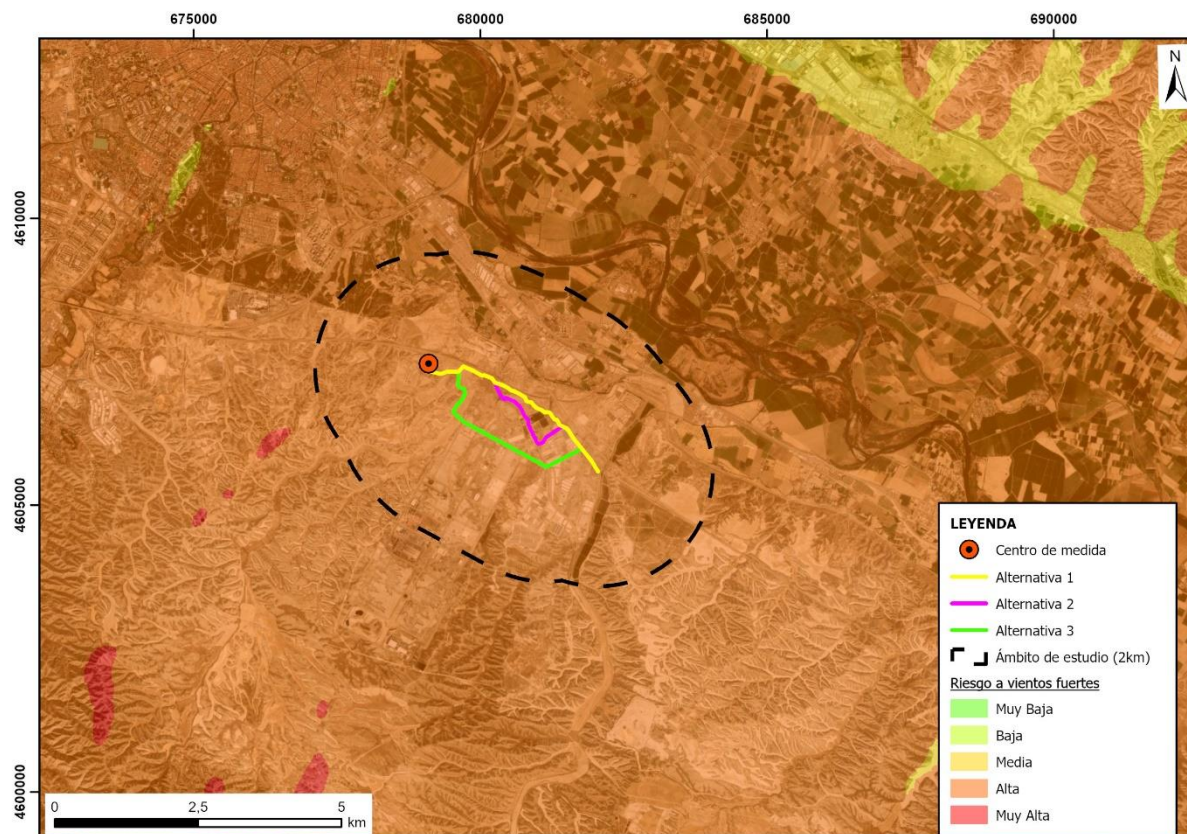 675000 680000 685000 690000
N
4610000
4605000
4600000
LEYENDA
Centro de medida
Alternativa 1
Alternativa 2
Alternativa 3
Ámbito de estudio (2km)
Riesgo a vientos fuertes
Muy Baja
Baja
Media
Alta
Muy Alta
0 2,5 5
km